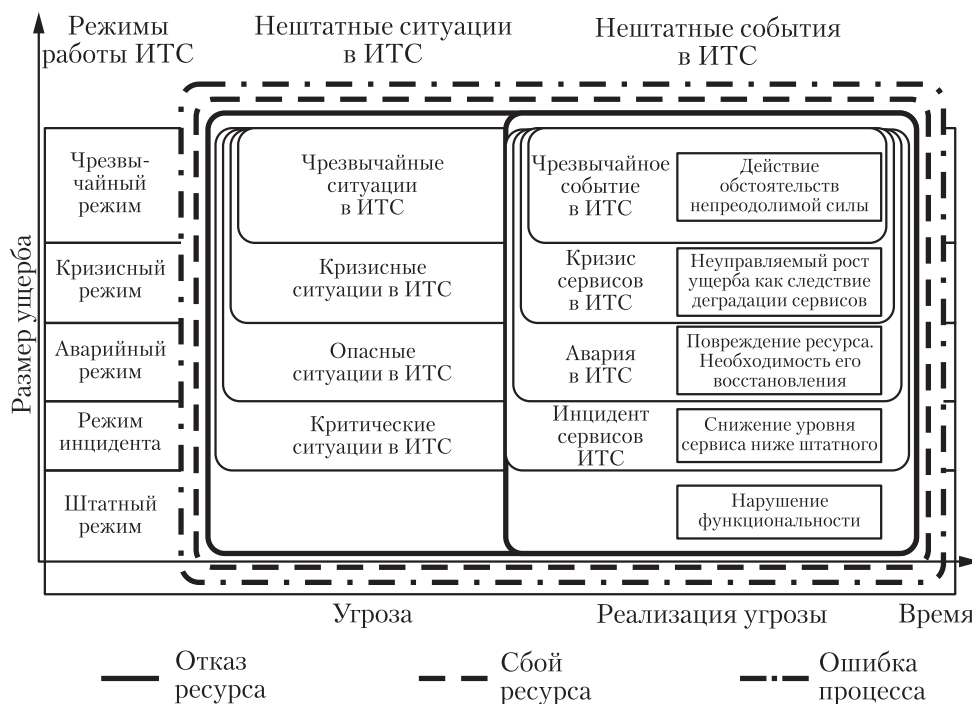 Режимы
работы ИТС
Нештатные ситуации
в ИТС
Нештатные события
в ИТС
Размер ущерба
Чрезвы-
чайный
режим
Чрезвычайные
ситуации
в ИТС
Чрезвычайное
событие
в ИТС
Действие
обстоятельств
непреодолимой силы
Кризисный
режим
Кризисные
ситуации в ИТС
Кризис
сервисов
в ИТС
Неуправляемый рост
ущерба как следствие
деградации сервисов
Аварийный
режим
Опасные
ситуации в ИТС
Авария
в ИТС
Повреждение ресурса.
Необходимость его
восстановления
Режим
инцидента
Критические
ситуации в ИТС
Инцидент
сервисов
ИТС
Снижение уровня
сервиса ниже штатного
Штатный
режим
Нарушение
функциональности
Угроза
Реализация угрозы
Время
Отказ
ресурса
Сбой
ресурса
Ошибка
процесса